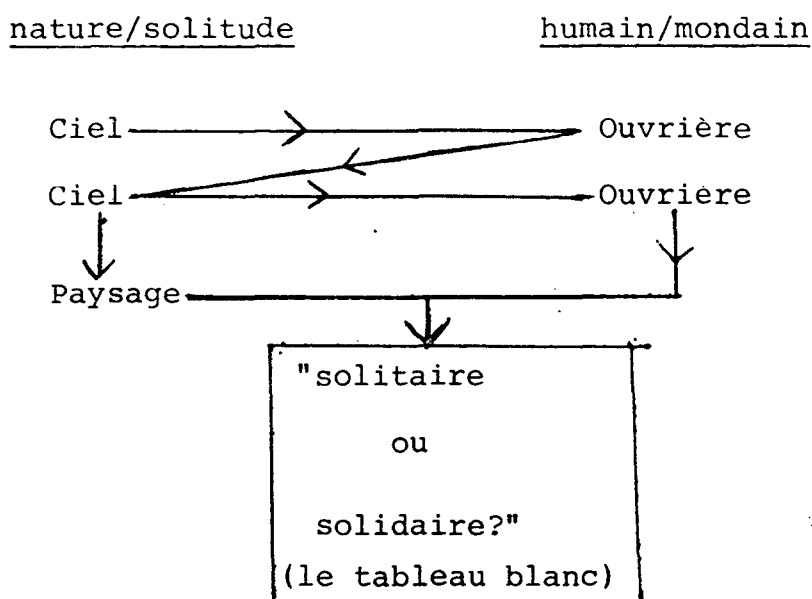 nature/solitude humain/mondain
Ciel Ouvrière
Ciel Ouvrière
Paysage
"solitaire
ou
solidaire?"
(le tableau blanc)